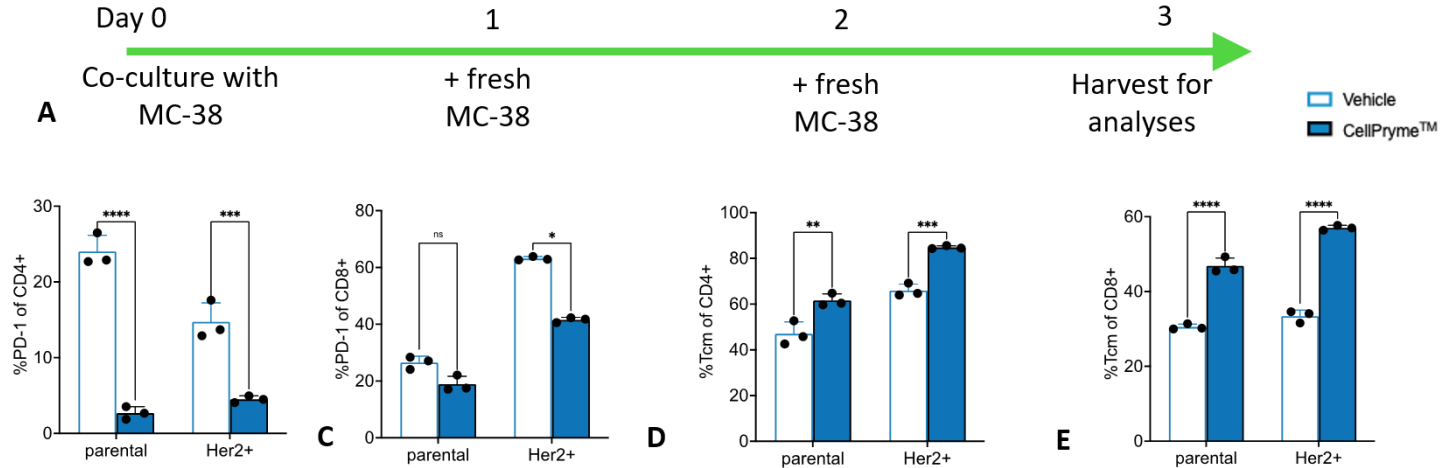 Day 0
1
2
3
Co-culture with
MC-38
+ fresh
MC-38
+ fresh
MC-38
Harvest for
analyses
Vehicle
CellPryme™
A
%PD-1 of CD4+
30
20
10
0
****
***
parental
Her2+
C
%PD-1 of CD8+
80
60
40
20
0
ns
*
parental
Her2+
D
%Tcm of CD4+
100
80
60
40
20
0
**
***
parental
Her2+
E
%Tcm of CD8+
60
40
20
0
****
****
parental
Her2+